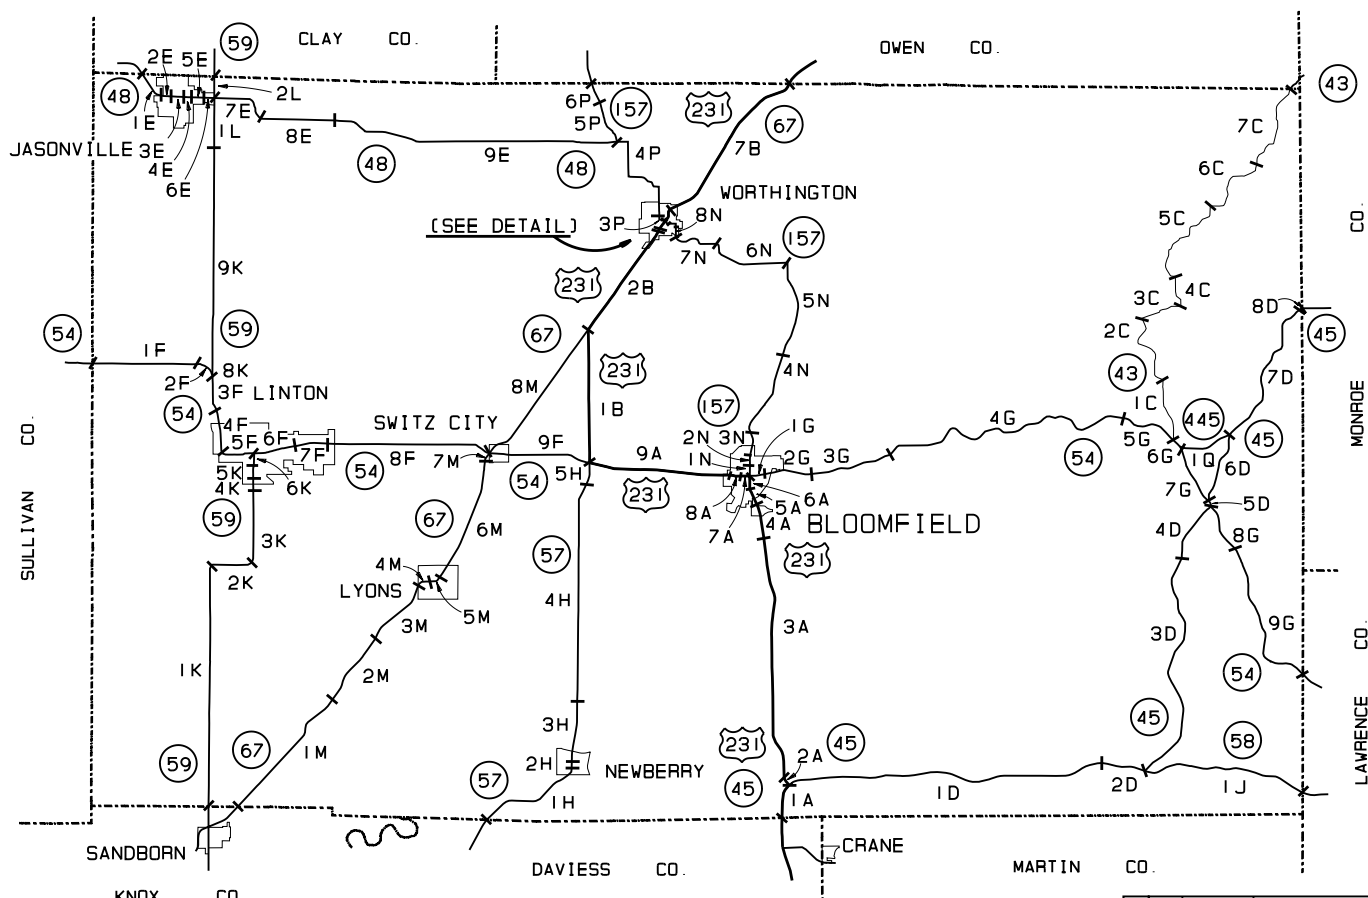 59
CLAY CO.
OWEN CO.
2E
5E
48
2L
43
1E
7E
1L
8E
6P
5P
157
231
67
7C
JASONVILLE
3E
4E
6E
48
9E
48
4P
7B
6C
WORTHINGTON
(SEE DETAIL)
3P
8N
5C
157
CO.
7N
6N
9K
231
2B
5N
3C
4C
8D
54
1F
59
67
2C
45
2F
8K
231
4N
43
7D
3F
LINTON
8M
MONROE
54
4F
SWITZ CITY
1B
157
1G
4G
1C
445
45
5F
6F
7F
8F
7M
9F
9A
2N
3N
1N
2G
3G
5G
6G
1Q
6D
CO.
5K
4K
6K
54
54
5H
231
6A
5A
4A
8A
7A
54
7G
5D
59
67
6M
BLOOMFIELD
4D
8G
SULLIVAN
3K
57
231
2K
4M
LYONS
5M
4H
3M
3A
3D
9G
CO.
1K
2M
54
3H
45
LAWRENCE
67
1M
231
45
58
59
2H
NEWBERRY
2A
57
1H
45
1A
1D
2D
1J
SANDBORN
CRANE
DAVIESS CO.
MARTIN CO.
KNOX CO.